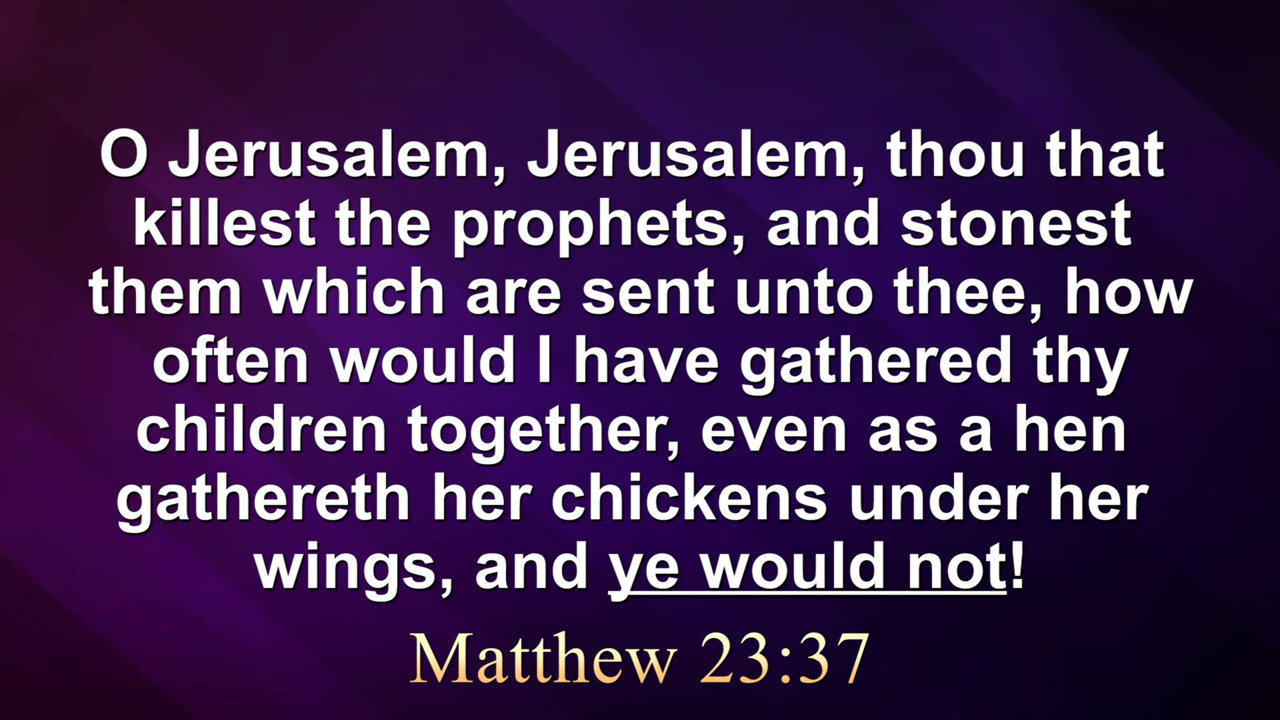 O Jerusalem, Jerusalem, thou that
killest the prophets, and stonest
them which are sent unto thee, how
often would I have gathered thy
children together, even as a hen
gathereth her chickens under her
wings, and ye would not!
Matthew 23:37